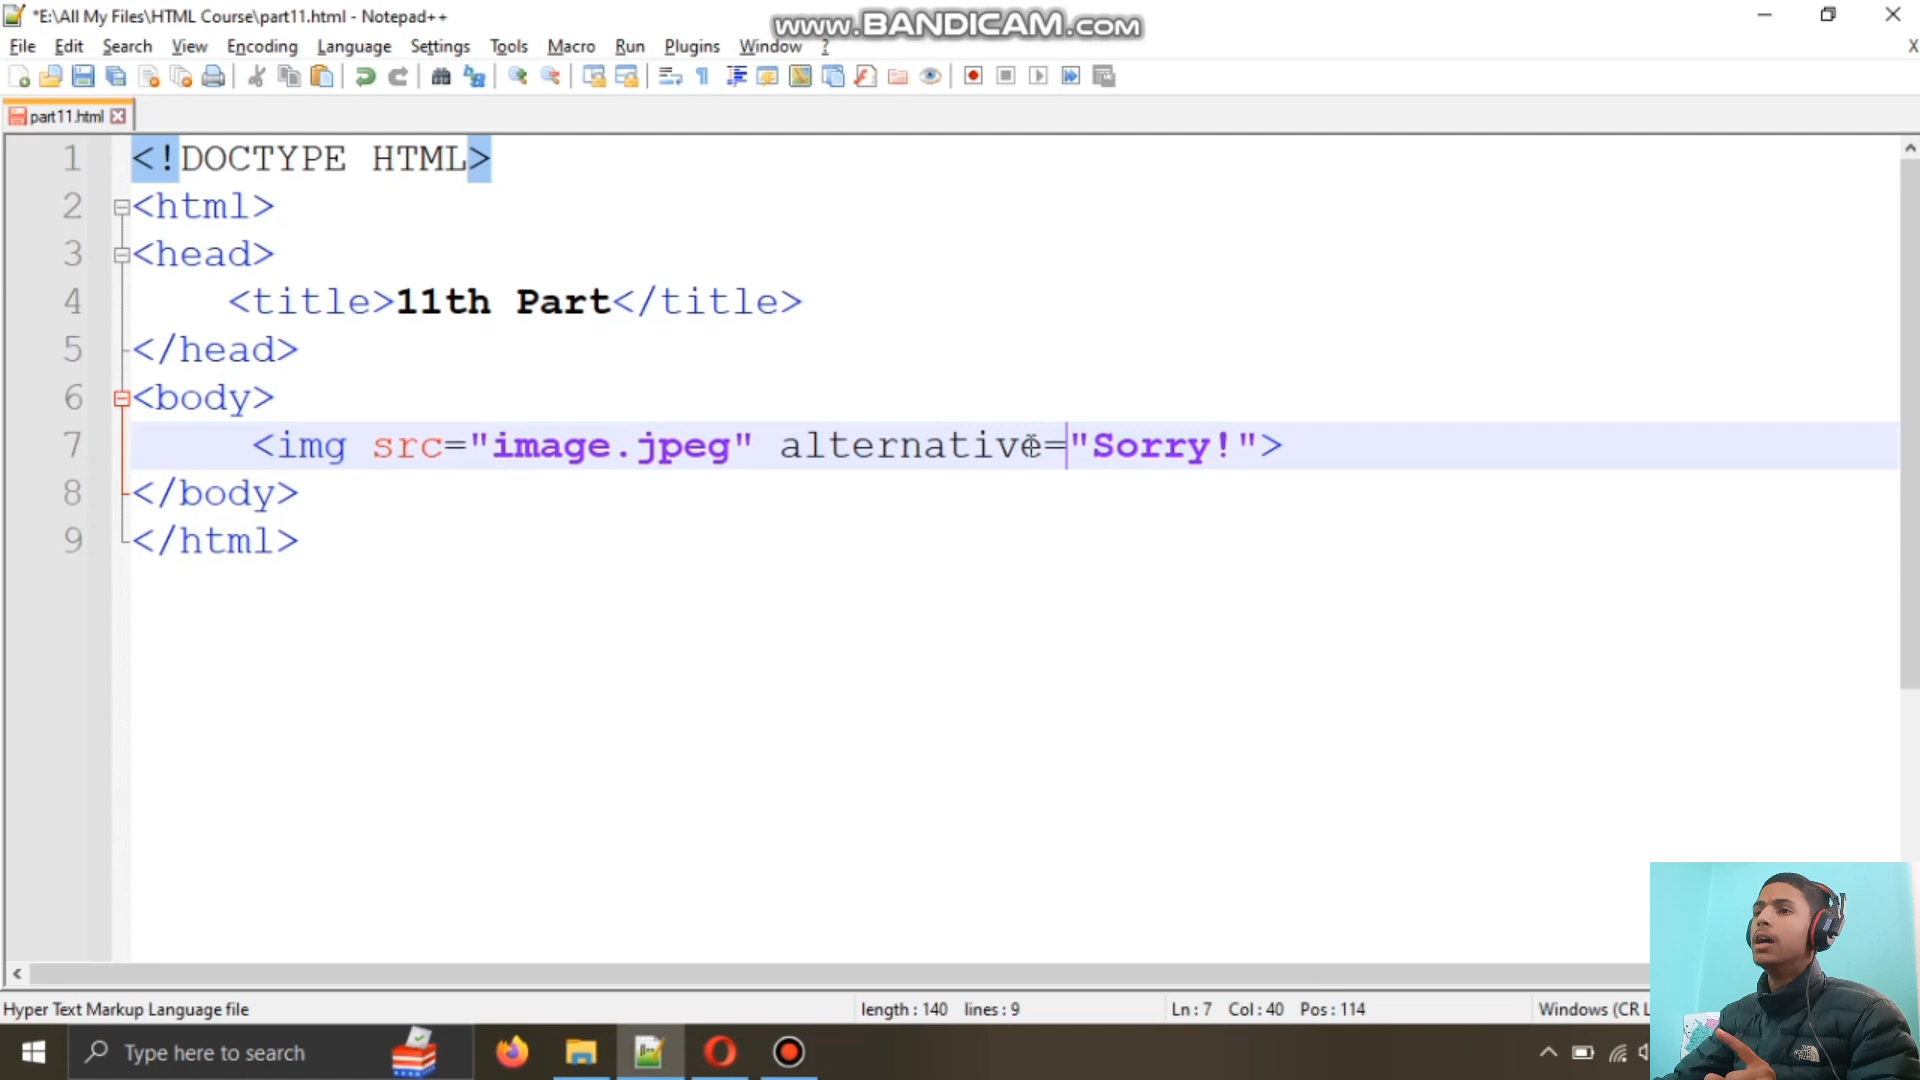 *E:\All My Files\HTML Course\part11.html - Notepad++
www.BANDICAM.com
File Edit Search View Encoding Language Settings Tools Macro Run Plugins Window ? X
part11.html
1 <!DOCTYPE HTML>
2 <html>
3 <head>
4 <title>11th Part</title>
5 </head>
6 <body>
7 <img src="image.jpeg" alternative="Sorry!">
8 </body>
9 </html>
Hyper Text Markup Language file length : 140 lines : 9 Ln : 7 Col : 40 Pos : 114 Windows (CR L
Type here to search